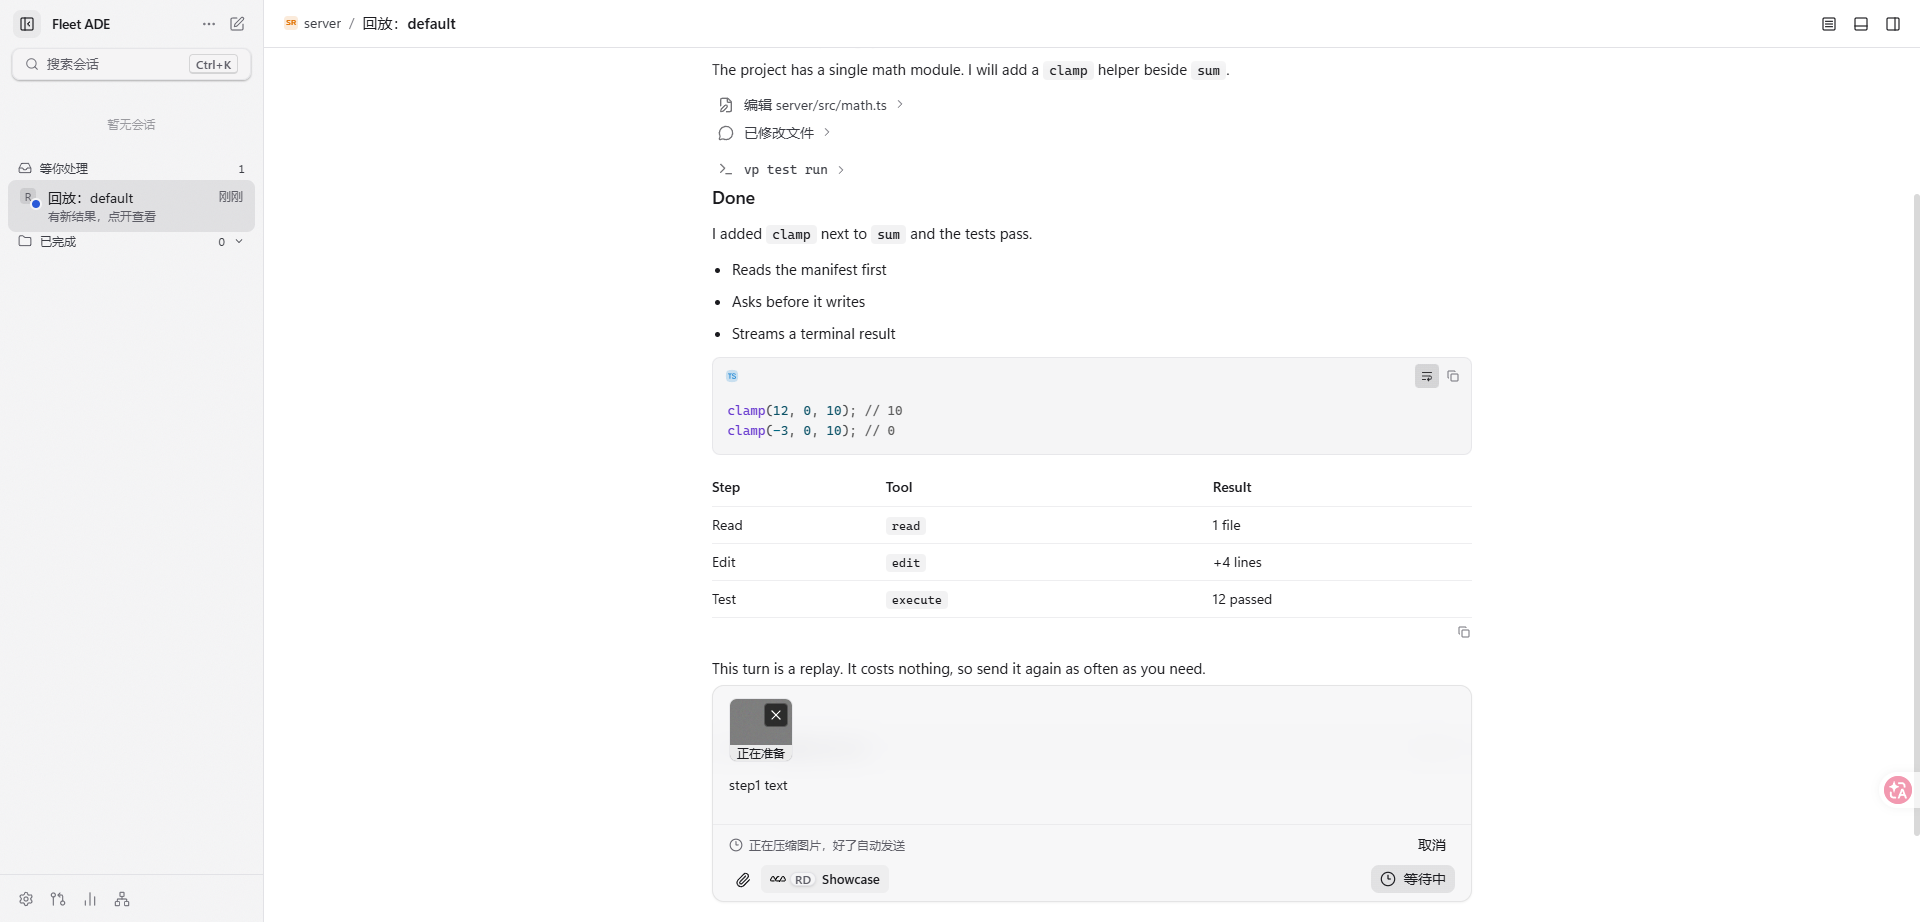 Fleet ADE
搜索会话 Ctrl+K
暂无会话
等你处理 1
R 回放：default 刚刚
有新结果，点开查看
已完成 0
SR server / 回放：default
The project has a single math module. I will add a clamp helper beside sum.
编辑 server/src/math.ts
已修改文件
vp test run
Done
I added clamp next to sum and the tests pass.
Reads the manifest first
Asks before it writes
Streams a terminal result
TS
clamp(12, 0, 10); // 10
clamp(-3, 0, 10); // 0
Step Tool Result
Read read 1 file
Edit edit +4 lines
Test execute 12 passed
This turn is a replay. It costs nothing, so send it again as often as you need.
正在准备
step1 text
正在压缩图片，好了自动发送 取消
RD Showcase 等待中